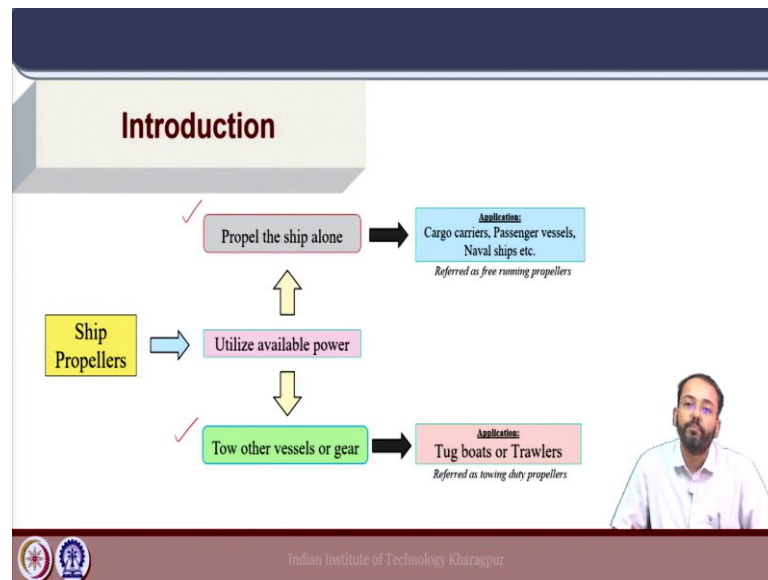 Introduction
Propel the ship alone
Application:
Cargo carriers, Passenger vessels,
Naval ships etc.
Referred as free running propellers
Ship
Propellers
Utilize available power
Tow other vessels or gear
Application:
Tug boats or Trawlers
Referred as towing duty propellers
Indian Institute of Technology Kharagpur